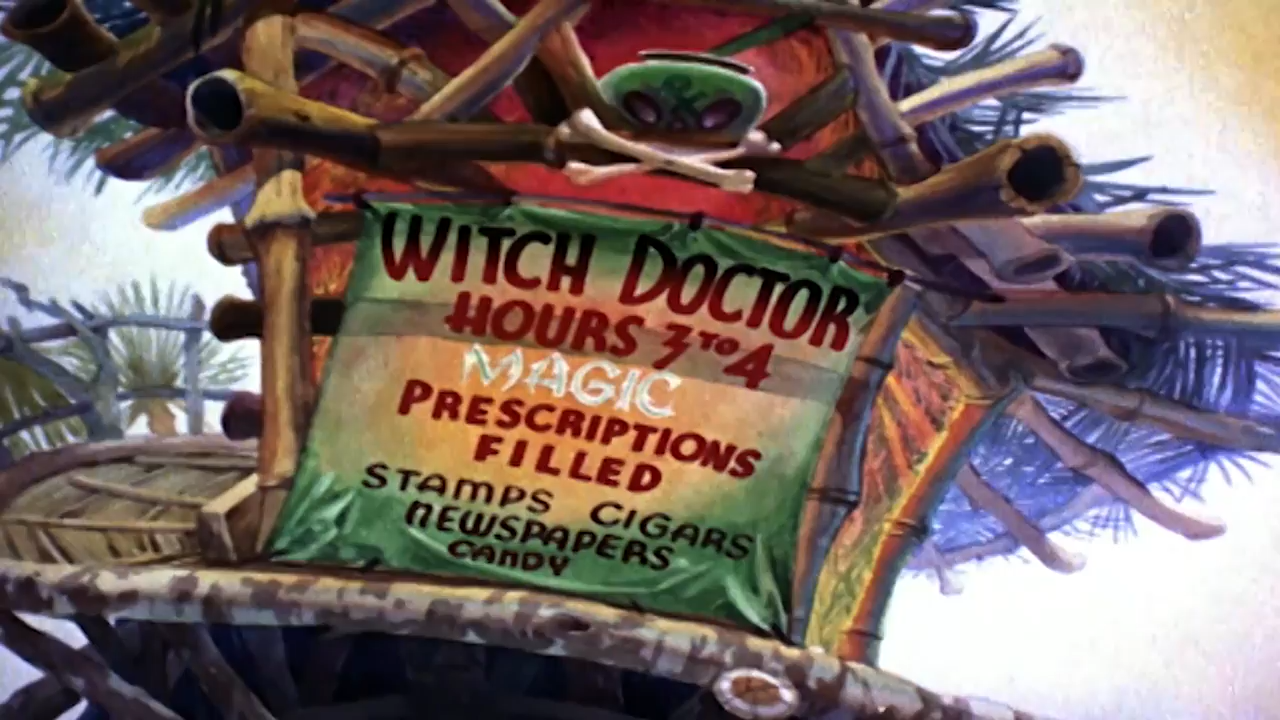 WITCH DOCTOR
HOURS 3 TO 4
MAGIC
PRESCRIPTIONS
FILLED
STAMPS CIGARS
NEWSPAPERS
CANDY